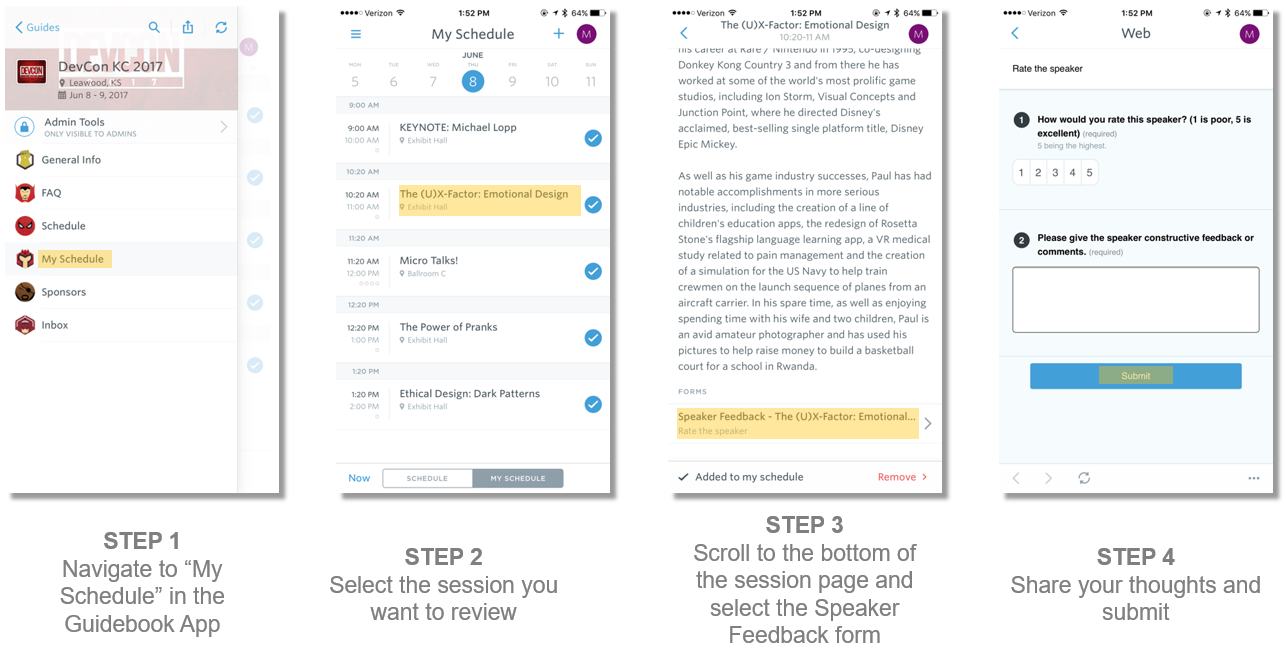 Guides
DEVCON
17
M
DEVCON
DevCon KC 2017
Leawood, KS
Jun 8 - 9, 2017
Admin Tools
ONLY VISIBLE TO ADMINS
General Info
FAQ
Schedule
My Schedule
Sponsors
Inbox
STEP 1
Navigate to “My
Schedule” in the
Guidebook App
Verizon 1:52 PM 64%
My Schedule + M
JUNE
MON TUE WED THU FRI SAT SUN
5 6 7 8 9 10 11
9:00 AM
9:00 AM KEYNOTE: Michael Lopp
10:00 AM Exhibit Hall
10:20 AM
10:20 AM The (U)X-Factor: Emotional Design
11:00 AM Exhibit Hall
11:20 AM
11:20 AM Micro Talks!
12:00 PM Ballroom C
12:20 PM
12:20 PM The Power of Pranks
1:00 PM Exhibit Hall
1:20 PM
1:20 PM Ethical Design: Dark Patterns
2:00 PM Exhibit Hall
Now SCHEDULE MY SCHEDULE
STEP 2
Select the session you
want to review
Verizon 1:52 PM 64%
The (U)X-Factor: Emotional Design
10:20-11 AM
M
his career at Rare / Nintendo in 1995, co-designing
Donkey Kong Country 3 and from there he has
worked at some of the world's most prolific game
studios, including Ion Storm, Visual Concepts and
Junction Point, where he directed Disney's
acclaimed, best-selling single platform title, Disney
Epic Mickey.
As well as his game industry successes, Paul has had
notable accomplishments in more serious
industries, including the creation of a line of
children's education apps, the redesign of Rosetta
Stone's flagship language learning app, a VR medical
study related to pain management and the creation
of a simulation for the US Navy to help train
crewmen on the launch sequence of planes from an
aircraft carrier. In his spare time, as well as enjoying
spending time with his wife and two children, Paul is
an avid amateur photographer and has used his
pictures to help raise money to build a basketball
court for a school in Rwanda.
FORMS
Speaker Feedback - The (U)X-Factor: Emotional...
Rate the speaker
Added to my schedule Remove
STEP 3
Scroll to the bottom of
the session page and
select the Speaker
Feedback form
Verizon 1:52 PM 64%
Web M
Rate the speaker
1 How would you rate this speaker? (1 is poor, 5 is
excellent) (required)
5 being the highest.
1 2 3 4 5
2 Please give the speaker constructive feedback or
comments. (required)
Submit
STEP 4
Share your thoughts and
submit